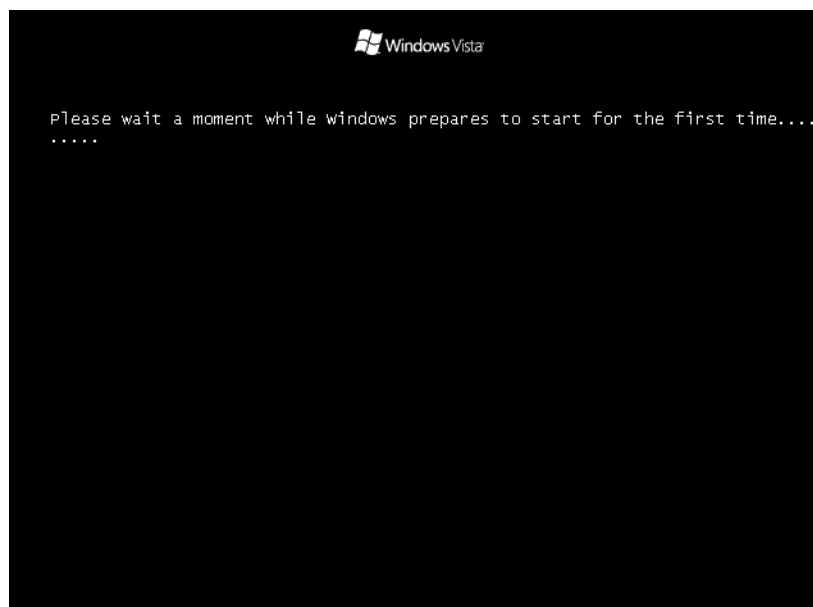 Windows Vista
Please wait a moment while Windows prepares to start for the first time....
.....